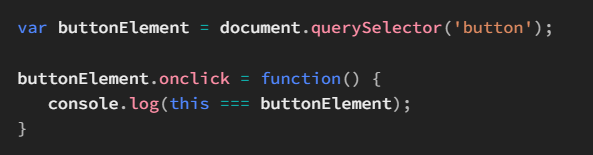 var buttonElement = document.querySelector('button');

buttonElement.onclick = function() {
   console.log(this === buttonElement);
}